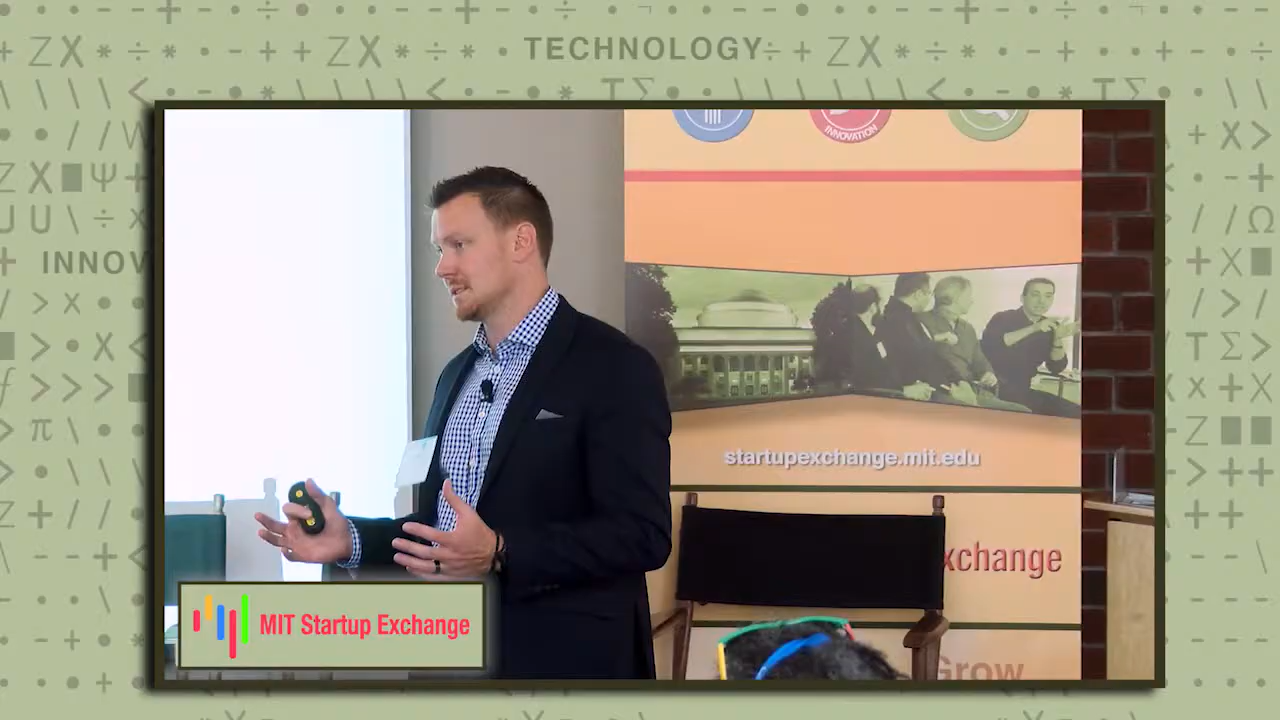 TECHNOLOGY
INNOV
INNOVATION
startupexchange.mit.edu
xchange
Grow
MIT Startup Exchange